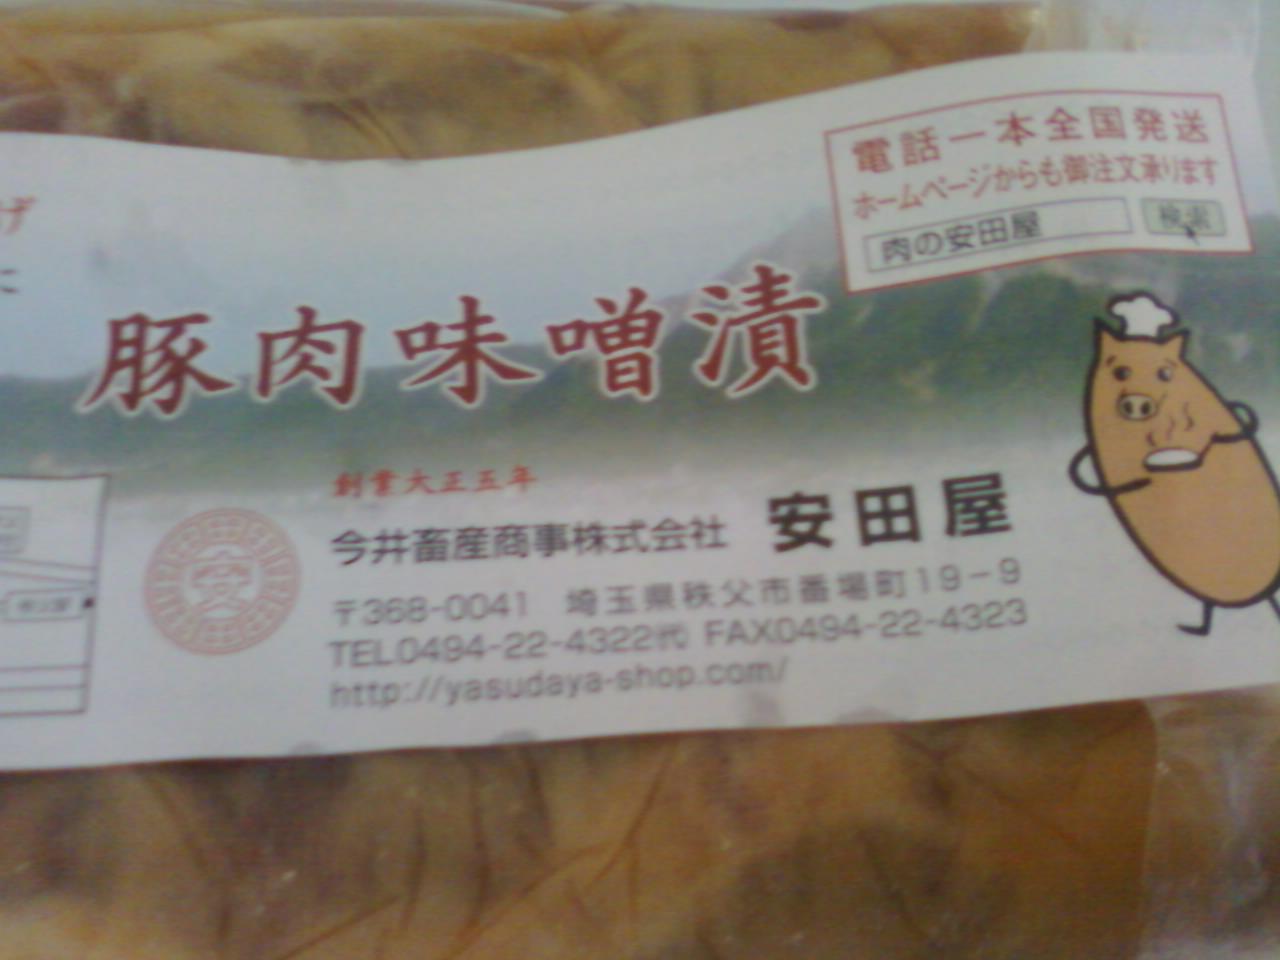 電話一本全国発送
ホームページからも御注文承ります
肉の安田屋 検索
げ
に
豚肉味噌漬
創業大正五年
今井畜産商事株式会社 安田屋
〒368-0041 埼玉県秩父市番場町19-9
TEL0494-22-4322㈹ FAX0494-22-4323
http://yasudaya-shop.com/
安